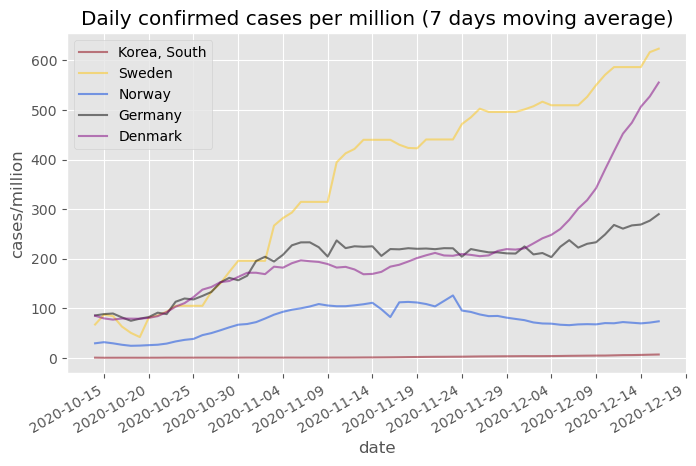 Daily confirmed cases per million (7 days moving average)
Korea, South
Sweden
Norway
Germany
Denmark
cases/million
600
500
400
300
200
100
0
2020-10-15
2020-10-20
2020-10-25
2020-10-30
2020-11-04
2020-11-09
2020-11-14
2020-11-19
2020-11-24
2020-11-29
2020-12-04
2020-12-09
2020-12-14
2020-12-19
date